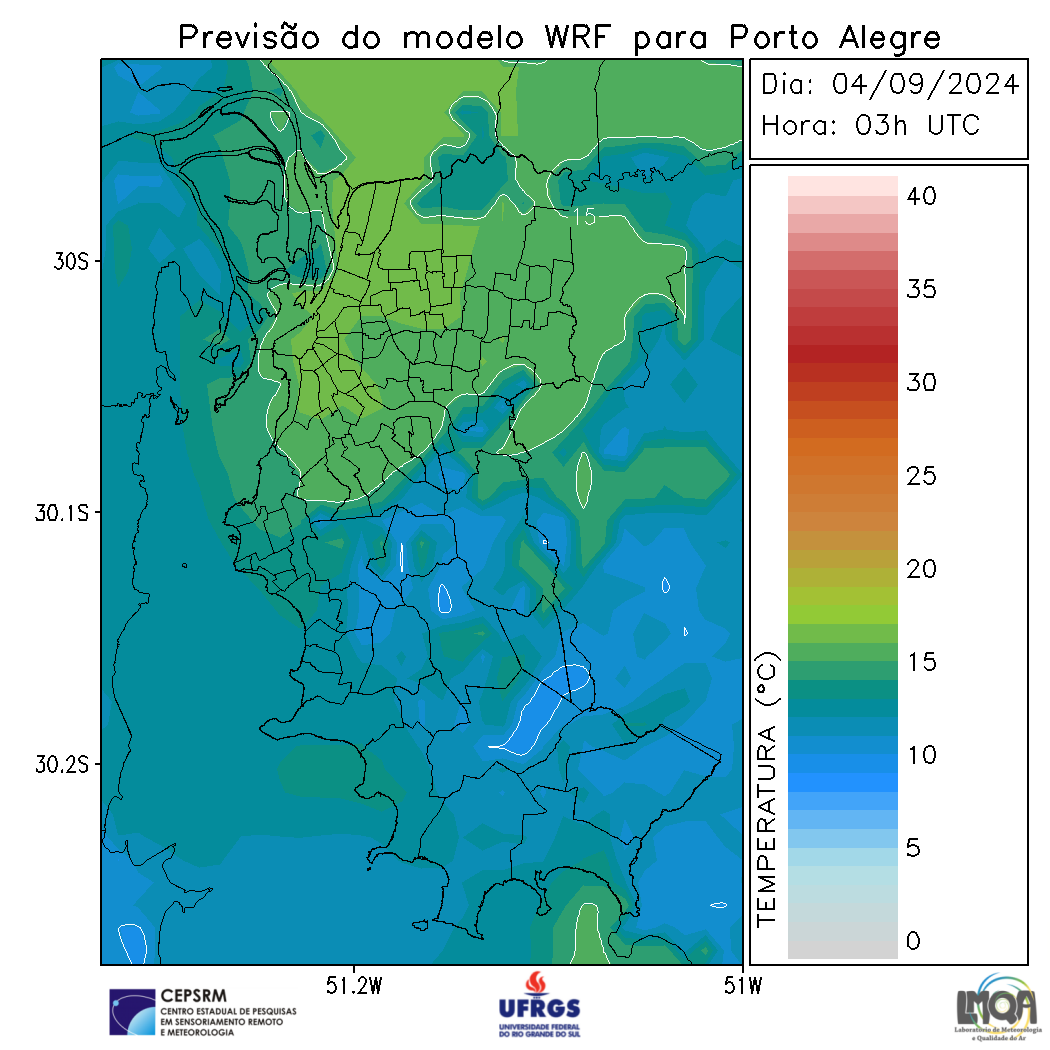 Previsão do modelo WRF para Porto Alegre
Dia: 04/09/2024
Hora: 03h UTC
40
35
30
25
20
15
10
5
0
TEMPERATURA (°C)
15
30S
30.1S
30.2S
51.2W
51W
CEPSRM
CENTRO ESTADUAL DE PESQUISAS
EM SENSORIAMENTO REMOTO
E METEOROLOGIA
UFRGS
UNIVERSIDADE FEDERAL
DO RIO GRANDE DO SUL
LMQA
Laboratório de Meteorologia
e Qualidade do Ar